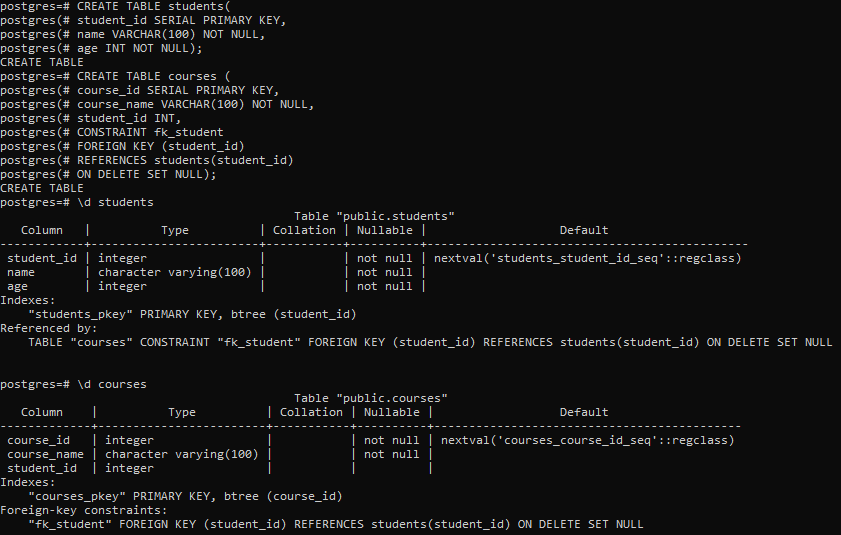 postgres=# CREATE TABLE students(
postgres(# student_id SERIAL PRIMARY KEY,
postgres(# name VARCHAR(100) NOT NULL,
postgres(# age INT NOT NULL);
CREATE TABLE
postgres=# CREATE TABLE courses (
postgres(# course_id SERIAL PRIMARY KEY,
postgres(# course_name VARCHAR(100) NOT NULL,
postgres(# student_id INT,
postgres(# CONSTRAINT fk_student
postgres(# FOREIGN KEY (student_id)
postgres(# REFERENCES students(student_id)
postgres(# ON DELETE SET NULL);
CREATE TABLE
postgres=# \d students
                                          Table "public.students"
   Column   |          Type          | Collation | Nullable |                       Default
------------+------------------------+-----------+----------+----------------------------------------------
 student_id | integer                |           | not null | nextval('students_student_id_seq'::regclass)
 name       | character varying(100) |           | not null |
 age        | integer                |           | not null |
Indexes:
    "students_pkey" PRIMARY KEY, btree (student_id)
Referenced by:
    TABLE "courses" CONSTRAINT "fk_student" FOREIGN KEY (student_id) REFERENCES students(student_id) ON DELETE SET NULL
postgres=# \d courses
                                         Table "public.courses"
   Column    |          Type          | Collation | Nullable |                      Default
-------------+------------------------+-----------+----------+--------------------------------------------
 course_id   | integer                |           | not null | nextval('courses_course_id_seq'::regclass)
 course_name | character varying(100) |           | not null |
 student_id  | integer                |           |          |
Indexes:
    "courses_pkey" PRIMARY KEY, btree (course_id)
Foreign-key constraints:
    "fk_student" FOREIGN KEY (student_id) REFERENCES students(student_id) ON DELETE SET NULL